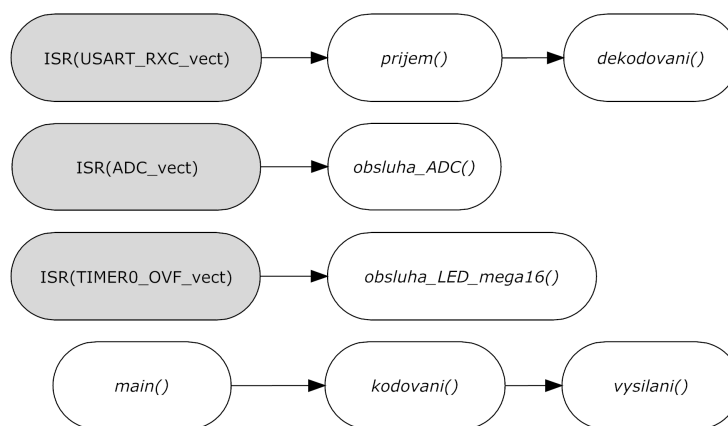 ISR(USART_RXC_vect)
prijem()
dekodovani()
ISR(ADC_vect)
obsluha_ADC()
ISR(TIMER0_OVF_vect)
obsluha_LED_mega16()
main()
kodovani()
vysilani()